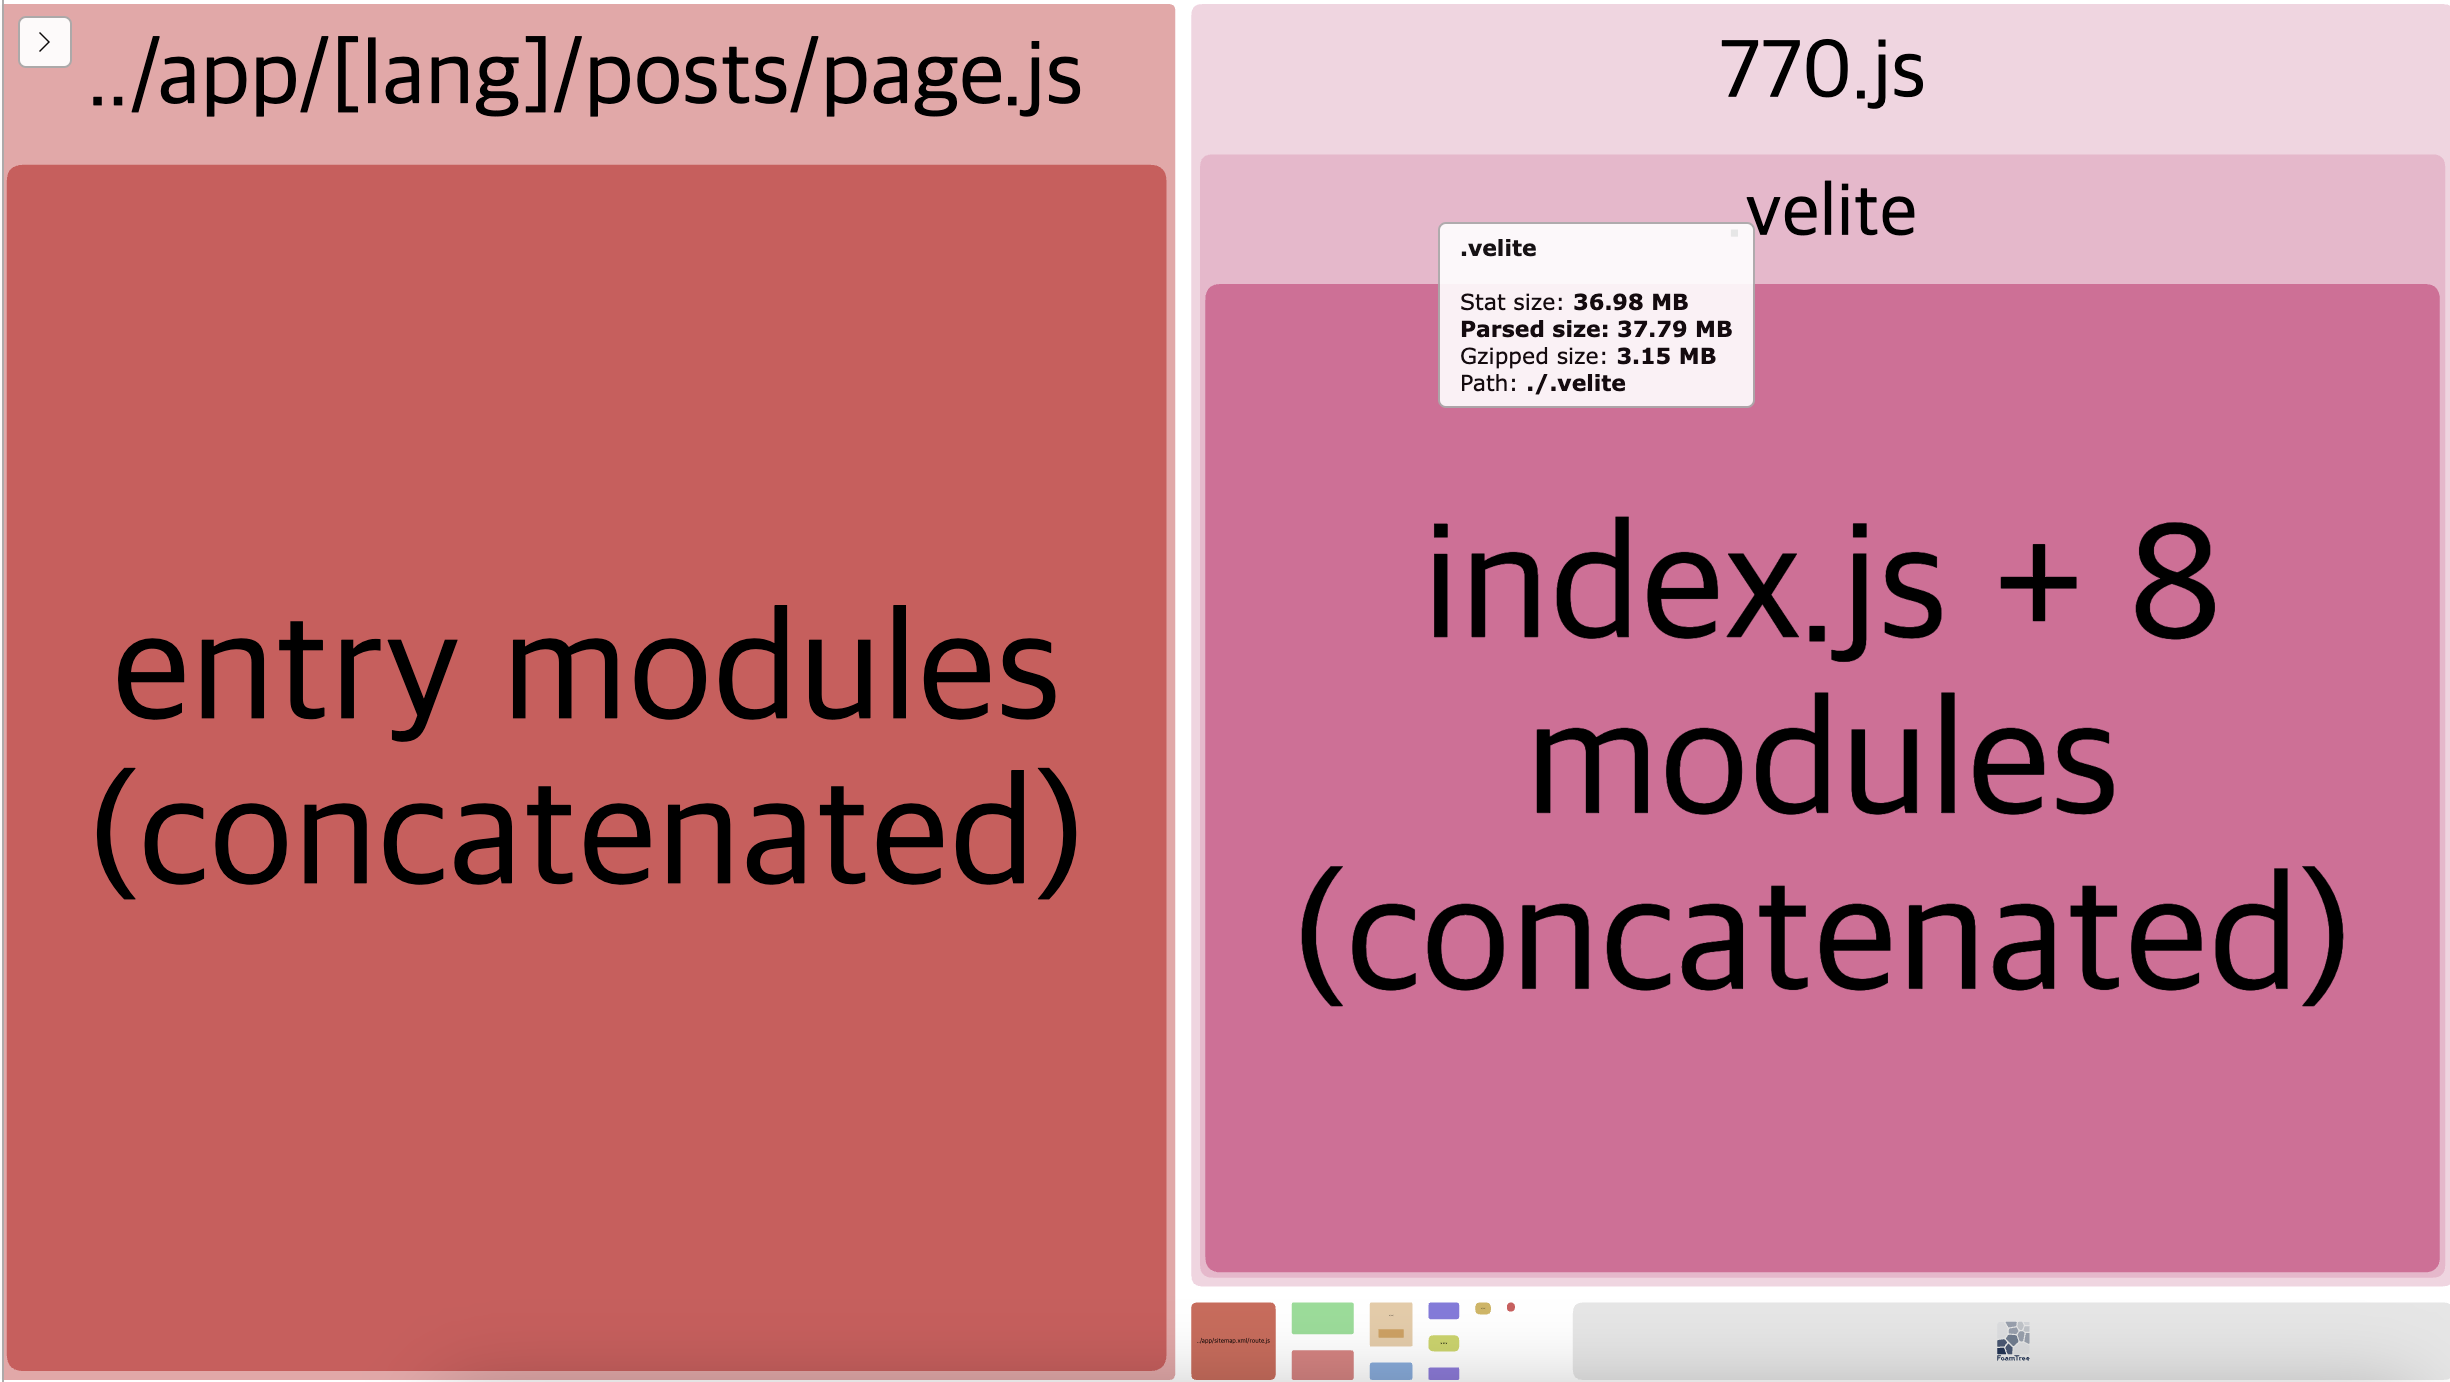 ../app/[lang]/posts/page.js
entry modules
(concatenated)
770.js
velite
.velite
Stat size: 36.98 MB
Parsed size: 37.79 MB
Gzipped size: 3.15 MB
Path: ./.velite
index.js + 8
modules
(concatenated)
../app/sitemap.xml/route.js
FoamTree